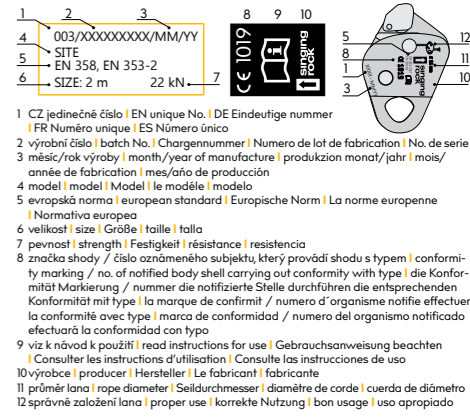 1 2 3
003/XXXXXXXXX/MM/YY
4 SITE
5 EN 358, EN 353-2
6 SIZE: 2 m 22 kN 7
8 9 10
CE 1019
singing rock
5
8
1
3
12
11
10
singing rock
1 CZ jedinečné číslo I EN unique No. I DE Eindeutige nummer
I FR Numéro unique I ES Número único
2 výrobní číslo I batch No. I Chargennummer I Numero de lot de fabrication I No. de serie
3 měsíc/rok výroby I month/year of manufacture I produkzion monat/jahr I mois/
année de fabrication I mes/año de producción
4 model I model I Model I le modéle I modelo
5 evropská norma I european standard I Europische Norm I La norme europenne
I Normativa europea
6 velikost I size I Größe I taille I talla
7 pevnost I strength I Festigkeit I résistance I resistencia
8 značka shody / číslo oznámeného subjektu, který provádí shodu s typem I conformi-
ty marking / no. of notified body shell carrying out conformity with type I die Konfor-
mität Markierung / nummer die notifizierte Stelle durchführen die entsprechenden
Konformität mit type I la marque de confirmit / numero d´organisme notifie effectuer
la conformité avec type I marca de conformidad / numero del organismo notificado
efectuará la conformidad con typo
9 viz k návod k použití I read instructions for use I Gebrauchsanweisung beachten
I Consulter les instructions d'utilisation I Consulte las instrucciones de uso
10 výrobce I producer I Hersteller I Le fabricant I fabricante
11 průměr lana I rope diameter I Seildurchmesser I diamètre de corde I cuerda de diámetro
12 správné založení lana I proper use I korrekte Nutzung I bon usage I uso apropiado